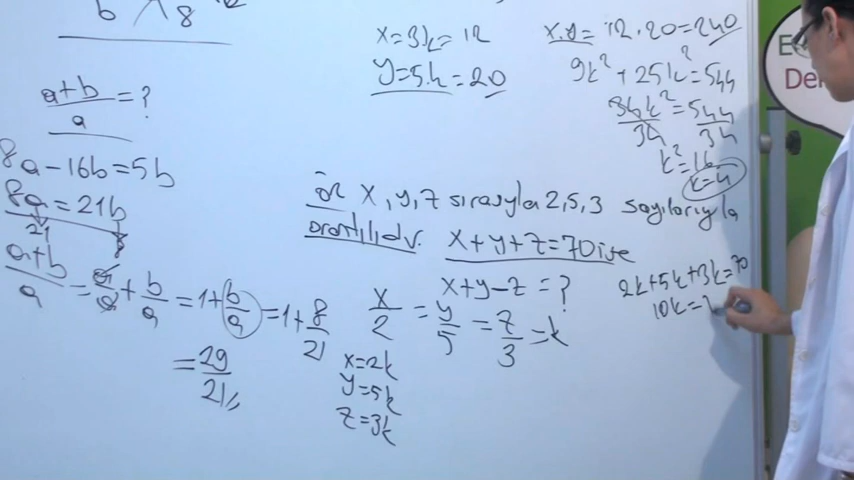 b 8
a+b/a = ?
8a - 16b = 5b
8a = 21b
21 8
a+b/a = a/a + b/a = 1 + b/a = 1 + 8/21
= 29/21
x = 3k = 12
y = 5.k = 20
x.y = 12.20 = 240
9k² + 25k² = 544
34k²/34 = 544/34
k² = 16
k = 4
ör x, y, z sırasıyla 2, 5, 3 sayılarıyla
orantılıdır. x+y+z = 70 ise
x+y-z = ?
x/2 = y/5 = z/3 = k
x = 2k
y = 5k
z = 3k
2k+5k+3k = 70
10k =